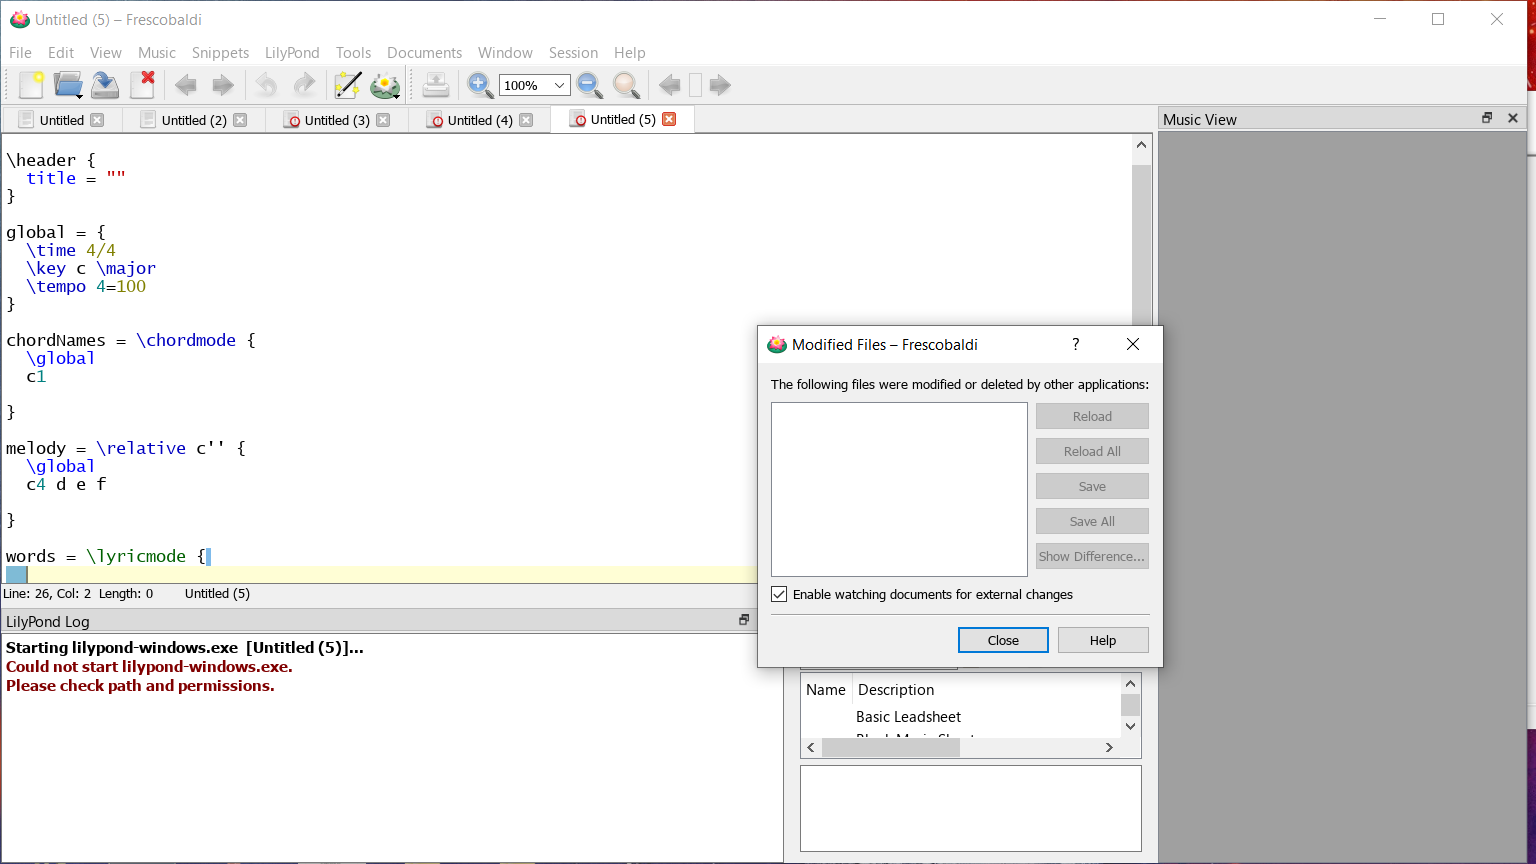 Untitled (5) – Frescobaldi
File Edit View Music Snippets LilyPond Tools Documents Window Session Help
100%
Untitled Untitled (2) Untitled (3) Untitled (4) Untitled (5)
Music View
\header {
title = ""
}
global = {
\time 4/4
\key c \major
\tempo 4=100
}
chordNames = \chordmode {
\global
c1
}
melody = \relative c'' {
\global
c4 d e f
}
words = \lyricmode {
Line: 26, Col: 2 Length: 0 Untitled (5)
LilyPond Log
Starting lilypond-windows.exe [Untitled (5)]...
Could not start lilypond-windows.exe.
Please check path and permissions.
Modified Files – Frescobaldi
?
The following files were modified or deleted by other applications:
Reload
Reload All
Save
Save All
Show Difference...
Enable watching documents for external changes
Close Help
Name Description
Basic Leadsheet